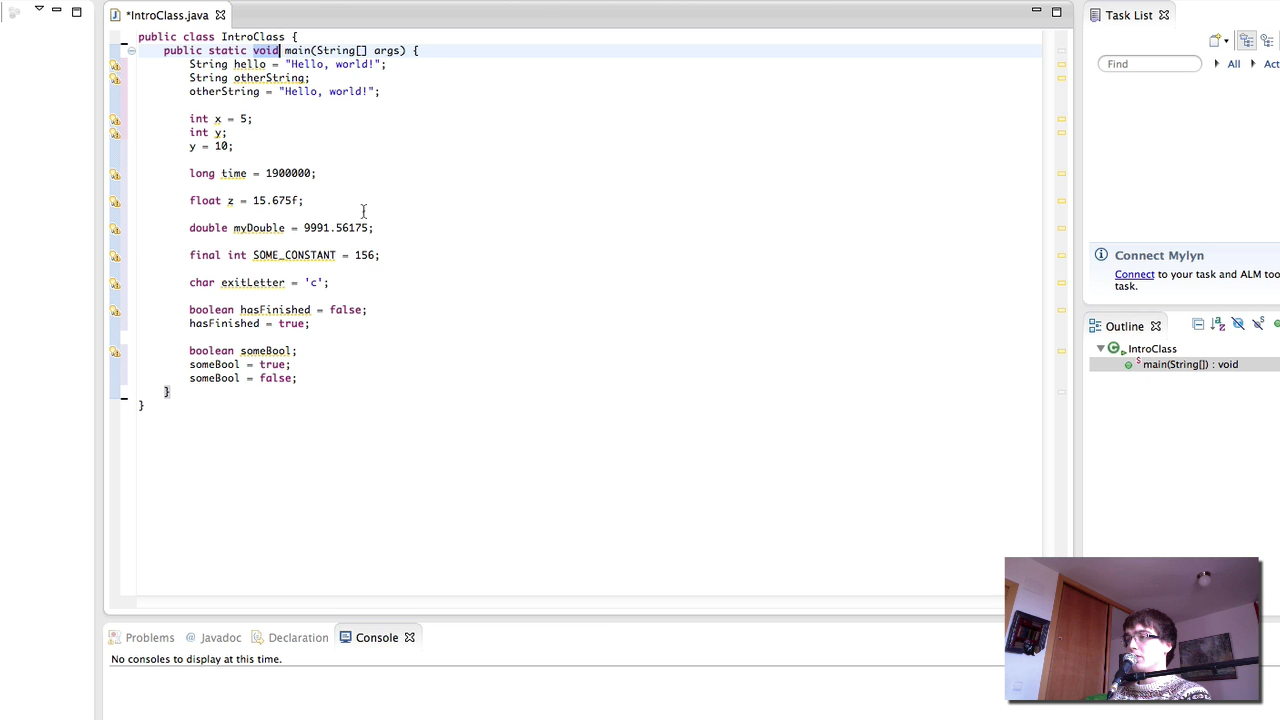 *IntroClass.java
public class IntroClass {
public static void main(String[] args) {
String hello = "Hello, world!";
String otherString;
otherString = "Hello, world!";
int x = 5;
int y;
y = 10;
long time = 1900000;
float z = 15.675f;
double myDouble = 9991.56175;
final int SOME_CONSTANT = 156;
char exitLetter = 'c';
boolean hasFinished = false;
hasFinished = true;
boolean someBool;
someBool = true;
someBool = false;
}
}
Task List
Find
All
Act
Connect Mylyn
Connect to your task and ALM too
task.
Outline
IntroClass
main(String[]) : void
Problems
Javadoc
Declaration
Console
No consoles to display at this time.